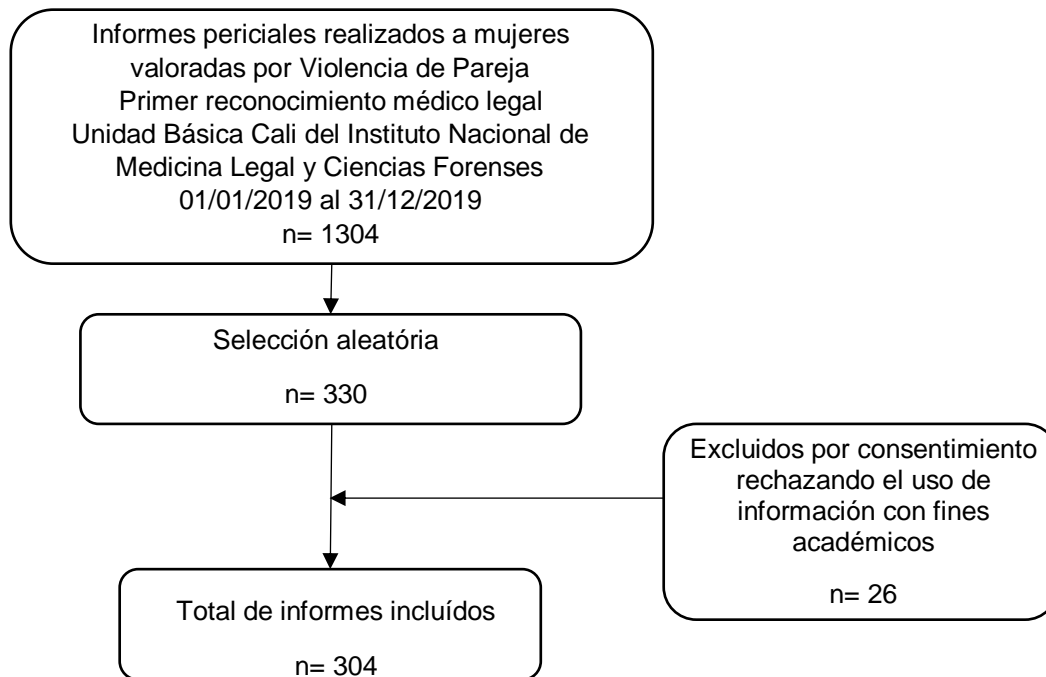 Informes periciales realizados a mujeres
valoradas por Violencia de Pareja
Primer reconocimiento médico legal
Unidad Básica Cali del Instituto Nacional de
Medicina Legal y Ciencias Forenses
01/01/2019 al 31/12/2019
n= 1304
Selección aleatória
n= 330
Excluidos por consentimiento
rechazando el uso de
información con fines
académicos
n= 26
Total de informes incluídos
n= 304